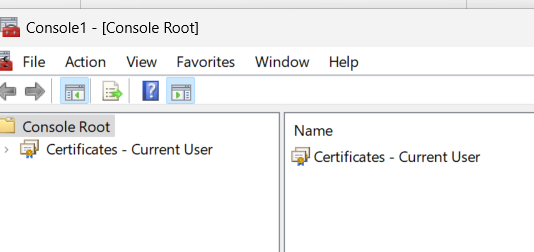 Console1 - [Console Root]
File Action View Favorites Window Help
Console Root
Certificates - Current User
Name
Certificates - Current User